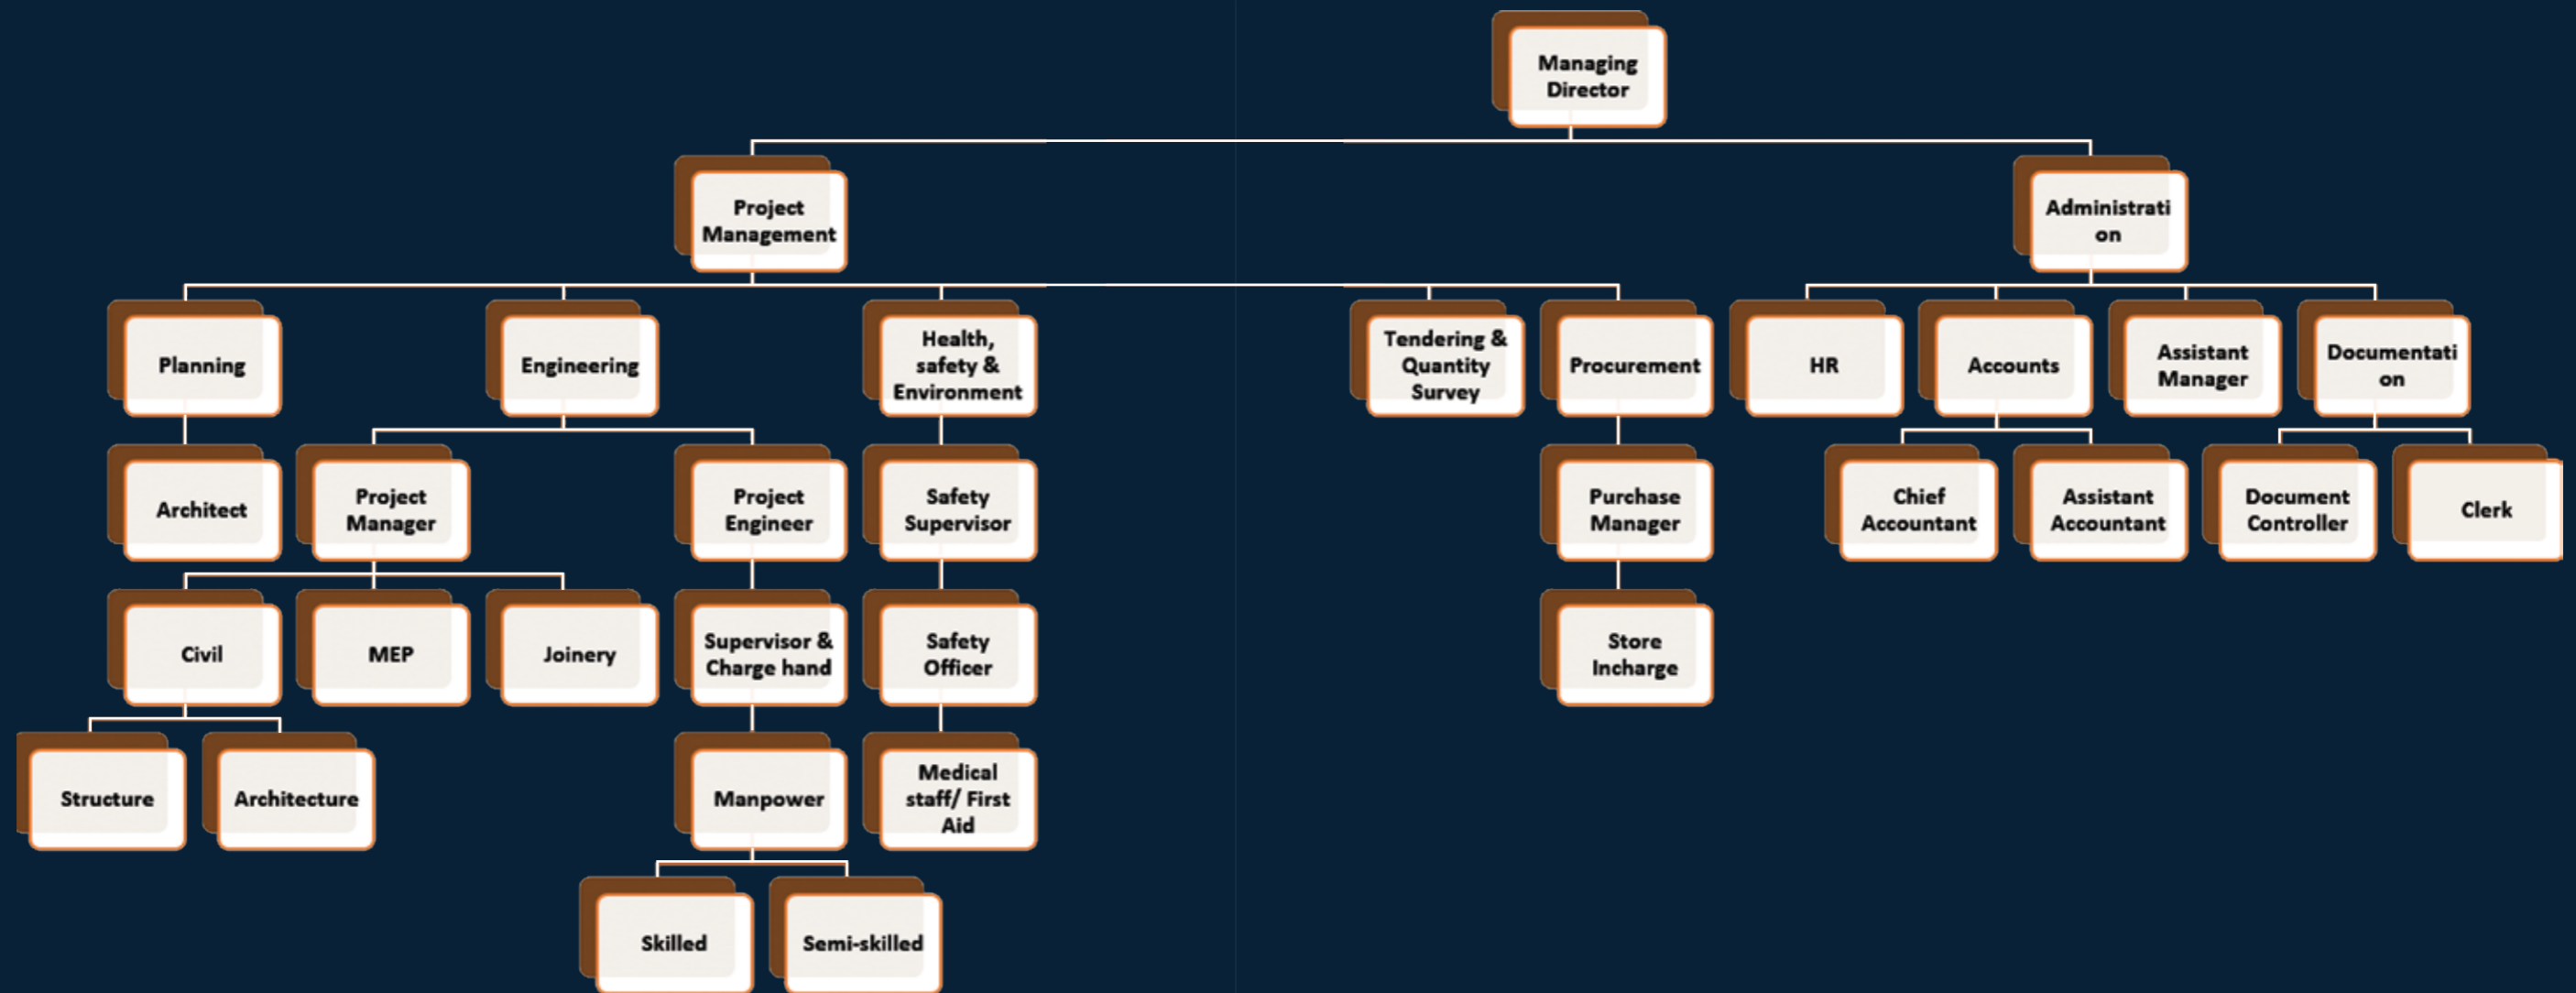 Managing
Director
Project
Management
Administrati
on
Planning
Engineering
Health,
safety &
Environment
Tendering &
Quantity
Survey
Procurement
HR
Accounts
Assistant
Manager
Documentati
on
Architect
Project
Manager
Project
Engineer
Safety
Supervisor
Purchase
Manager
Chief
Accountant
Assistant
Accountant
Document
Controller
Clerk
Civil
MEP
Joinery
Supervisor &
Charge hand
Safety
Officer
Store
Incharge
Structure
Architecture
Manpower
Medical
staff/ First
Aid
Skilled
Semi-skilled